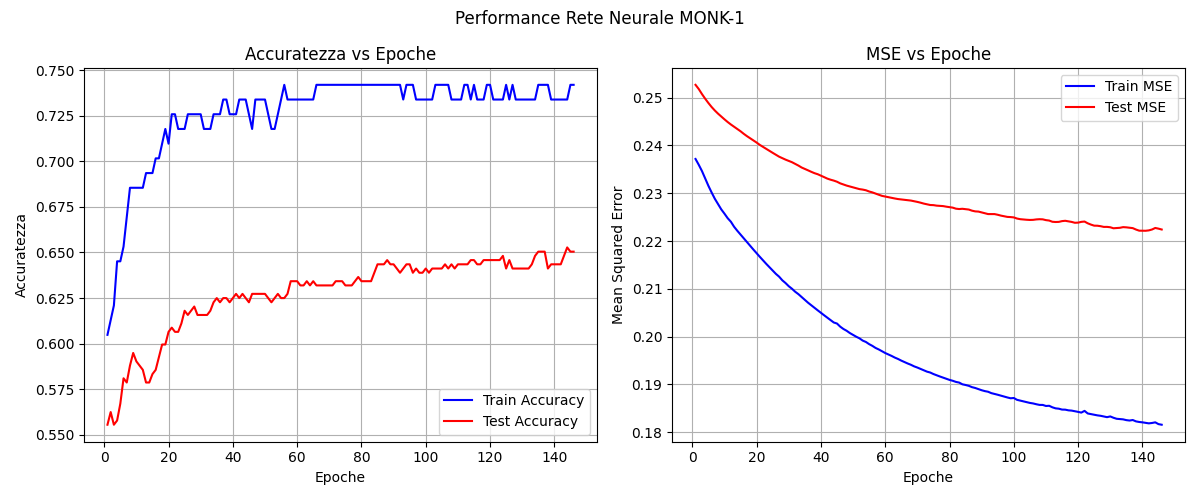 Performance Rete Neurale MONK-1
Accuratezza vs Epoche
Accuratezza
0.750
0.725
0.700
0.675
0.650
0.625
0.600
0.575
0.550
0 20 40 60 80 100 120 140
Epoche
Train Accuracy
Test Accuracy
MSE vs Epoche
Mean Squared Error
0.25
0.24
0.23
0.22
0.21
0.20
0.19
0.18
0 20 40 60 80 100 120 140
Epoche
Train MSE
Test MSE